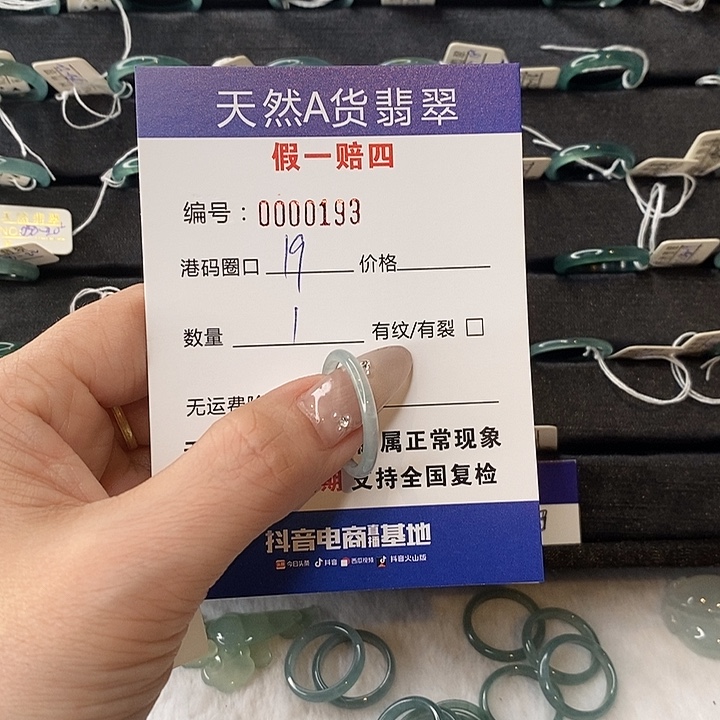 天然A货翡翠
假一赔四
编号：0000193
港码圈口 19 价格
数量 1 有纹/有裂 □
无运费
属正常现象
期 支持全国复检
抖音电商直播基地
今日头条 抖音 西瓜视频 抖音火山版